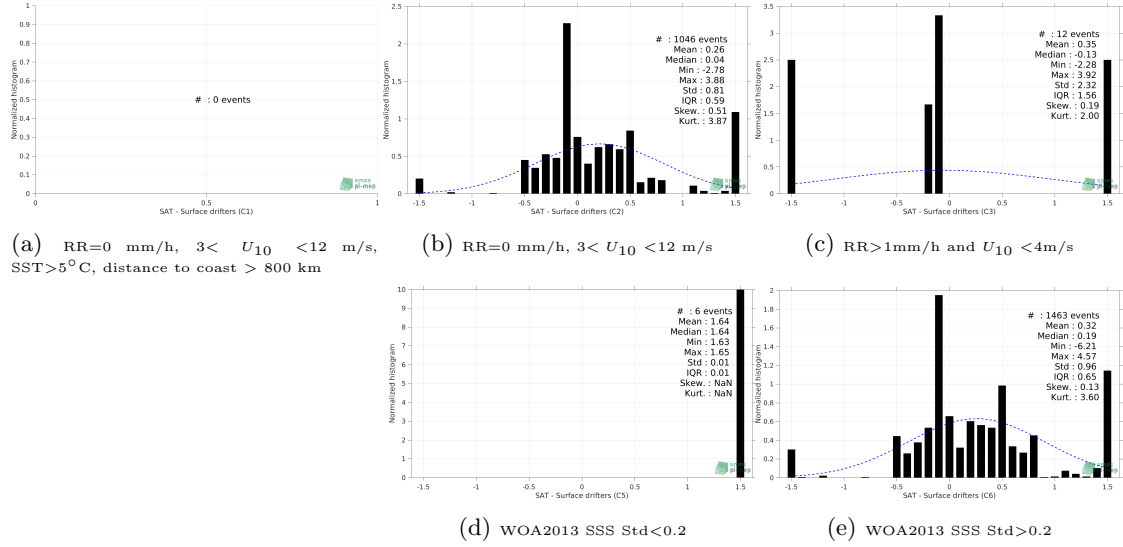 1
0.9
0.8
0.7
0.6
0.5
0.4
0.3
0.2
0.1
0
Normalized histogram
# : 0 events
smos
pi-mep
0
0.5
1
SAT - Surface drifters (C1)
(a) RR=0 mm/h, 3< U10 <12 m/s,
SST>5°C, distance to coast > 800 km
2.5
2
1.5
1
0.5
0
Normalized histogram
# : 1046 events
Mean : 0.26
Median : 0.04
Min : -2.78
Max : 3.88
Std : 0.81
IQR : 0.59
Skew. : 0.51
Kurt. : 3.87
smos
pi-mep
-1.5
-1
-0.5
0
0.5
1
1.5
SAT - Surface drifters (C2)
(b) RR=0 mm/h, 3< U10 <12 m/s
3.5
3
2.5
2
1.5
1
0.5
0
Normalized histogram
# : 12 events
Mean : 0.35
Median : -0.13
Min : -2.28
Max : 3.92
Std : 2.32
IQR : 1.56
Skew. : 0.19
Kurt. : 2.00
smos
pi-mep
-1.5
-1
-0.5
0
0.5
1
1.5
SAT - Surface drifters (C3)
(c) RR>1mm/h and U10 <4m/s
10
9
8
7
6
5
4
3
2
1
0
Normalized histogram
# : 6 events
Mean : 1.64
Median : 1.64
Min : 1.63
Max : 1.65
Std : 0.01
IQR : 0.01
Skew. : NaN
Kurt. : NaN
smos
pi-mep
-1.5
-1
-0.5
0
0.5
1
1.5
SAT - Surface drifters (C5)
(d) WOA2013 SSS Std<0.2
2
1.8
1.6
1.4
1.2
1
0.8
0.6
0.4
0.2
0
Normalized histogram
# : 1463 events
Mean : 0.32
Median : 0.19
Min : -6.21
Max : 4.57
Std : 0.96
IQR : 0.65
Skew. : 0.13
Kurt. : 3.60
smos
pi-mep
-1.5
-1
-0.5
0
0.5
1
1.5
SAT - Surface drifters (C6)
(e) WOA2013 SSS Std>0.2